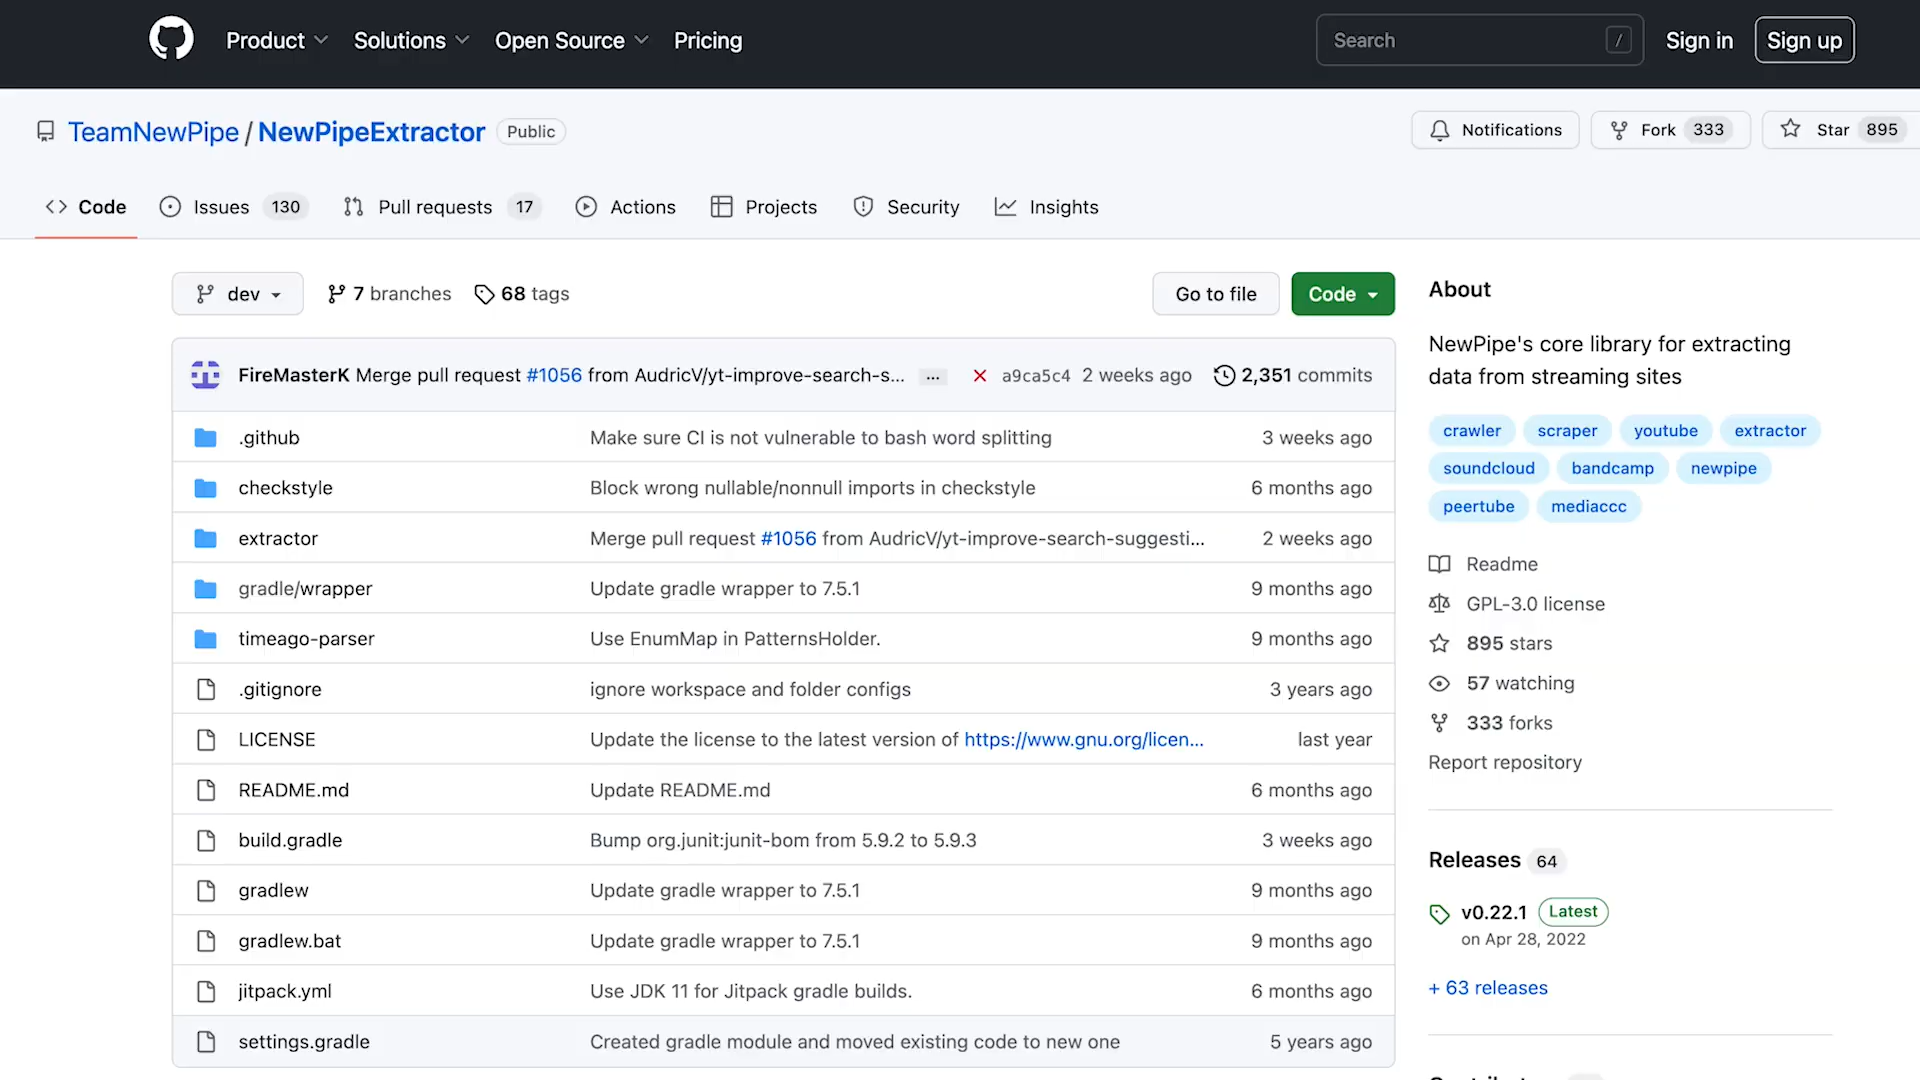 Product Solutions Open Source Pricing Search / Sign in Sign up
TeamNewPipe / NewPipeExtractor Public Notifications Fork 333 Star 895
Code Issues 130 Pull requests 17 Actions Projects Security Insights
dev 7 branches 68 tags Go to file Code
FireMasterK Merge pull request #1056 from AudricV/yt-improve-search-s... ... a9ca5c4 2 weeks ago 2,351 commits
.github Make sure CI is not vulnerable to bash word splitting 3 weeks ago
checkstyle Block wrong nullable/nonnull imports in checkstyle 6 months ago
extractor Merge pull request #1056 from AudricV/yt-improve-search-suggesti... 2 weeks ago
gradle/wrapper Update gradle wrapper to 7.5.1 9 months ago
timeago-parser Use EnumMap in PatternsHolder. 9 months ago
.gitignore ignore workspace and folder configs 3 years ago
LICENSE Update the license to the latest version of https://www.gnu.org/licen... last year
README.md Update README.md 6 months ago
build.gradle Bump org.junit:junit-bom from 5.9.2 to 5.9.3 3 weeks ago
gradlew Update gradle wrapper to 7.5.1 9 months ago
gradlew.bat Update gradle wrapper to 7.5.1 9 months ago
jitpack.yml Use JDK 11 for Jitpack gradle builds. 6 months ago
settings.gradle Created gradle module and moved existing code to new one 5 years ago
About
NewPipe's core library for extracting
data from streaming sites
crawler scraper youtube extractor
soundcloud bandcamp newpipe
peertube mediaccc
Readme
GPL-3.0 license
895 stars
57 watching
333 forks
Report repository
Releases 64
v0.22.1 Latest
on Apr 28, 2022
+ 63 releases